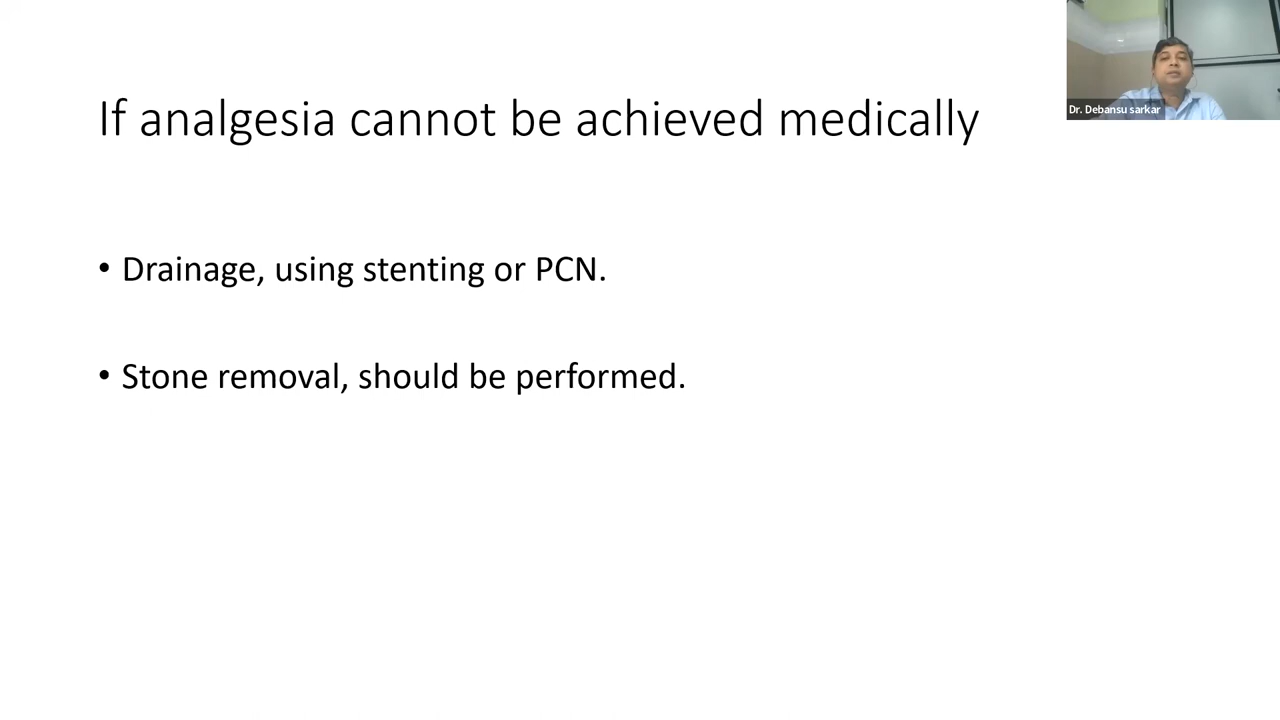 If analgesia cannot be achieved medically
Dr. Debansu sarkar
• Drainage, using stenting or PCN.
• Stone removal, should be performed.